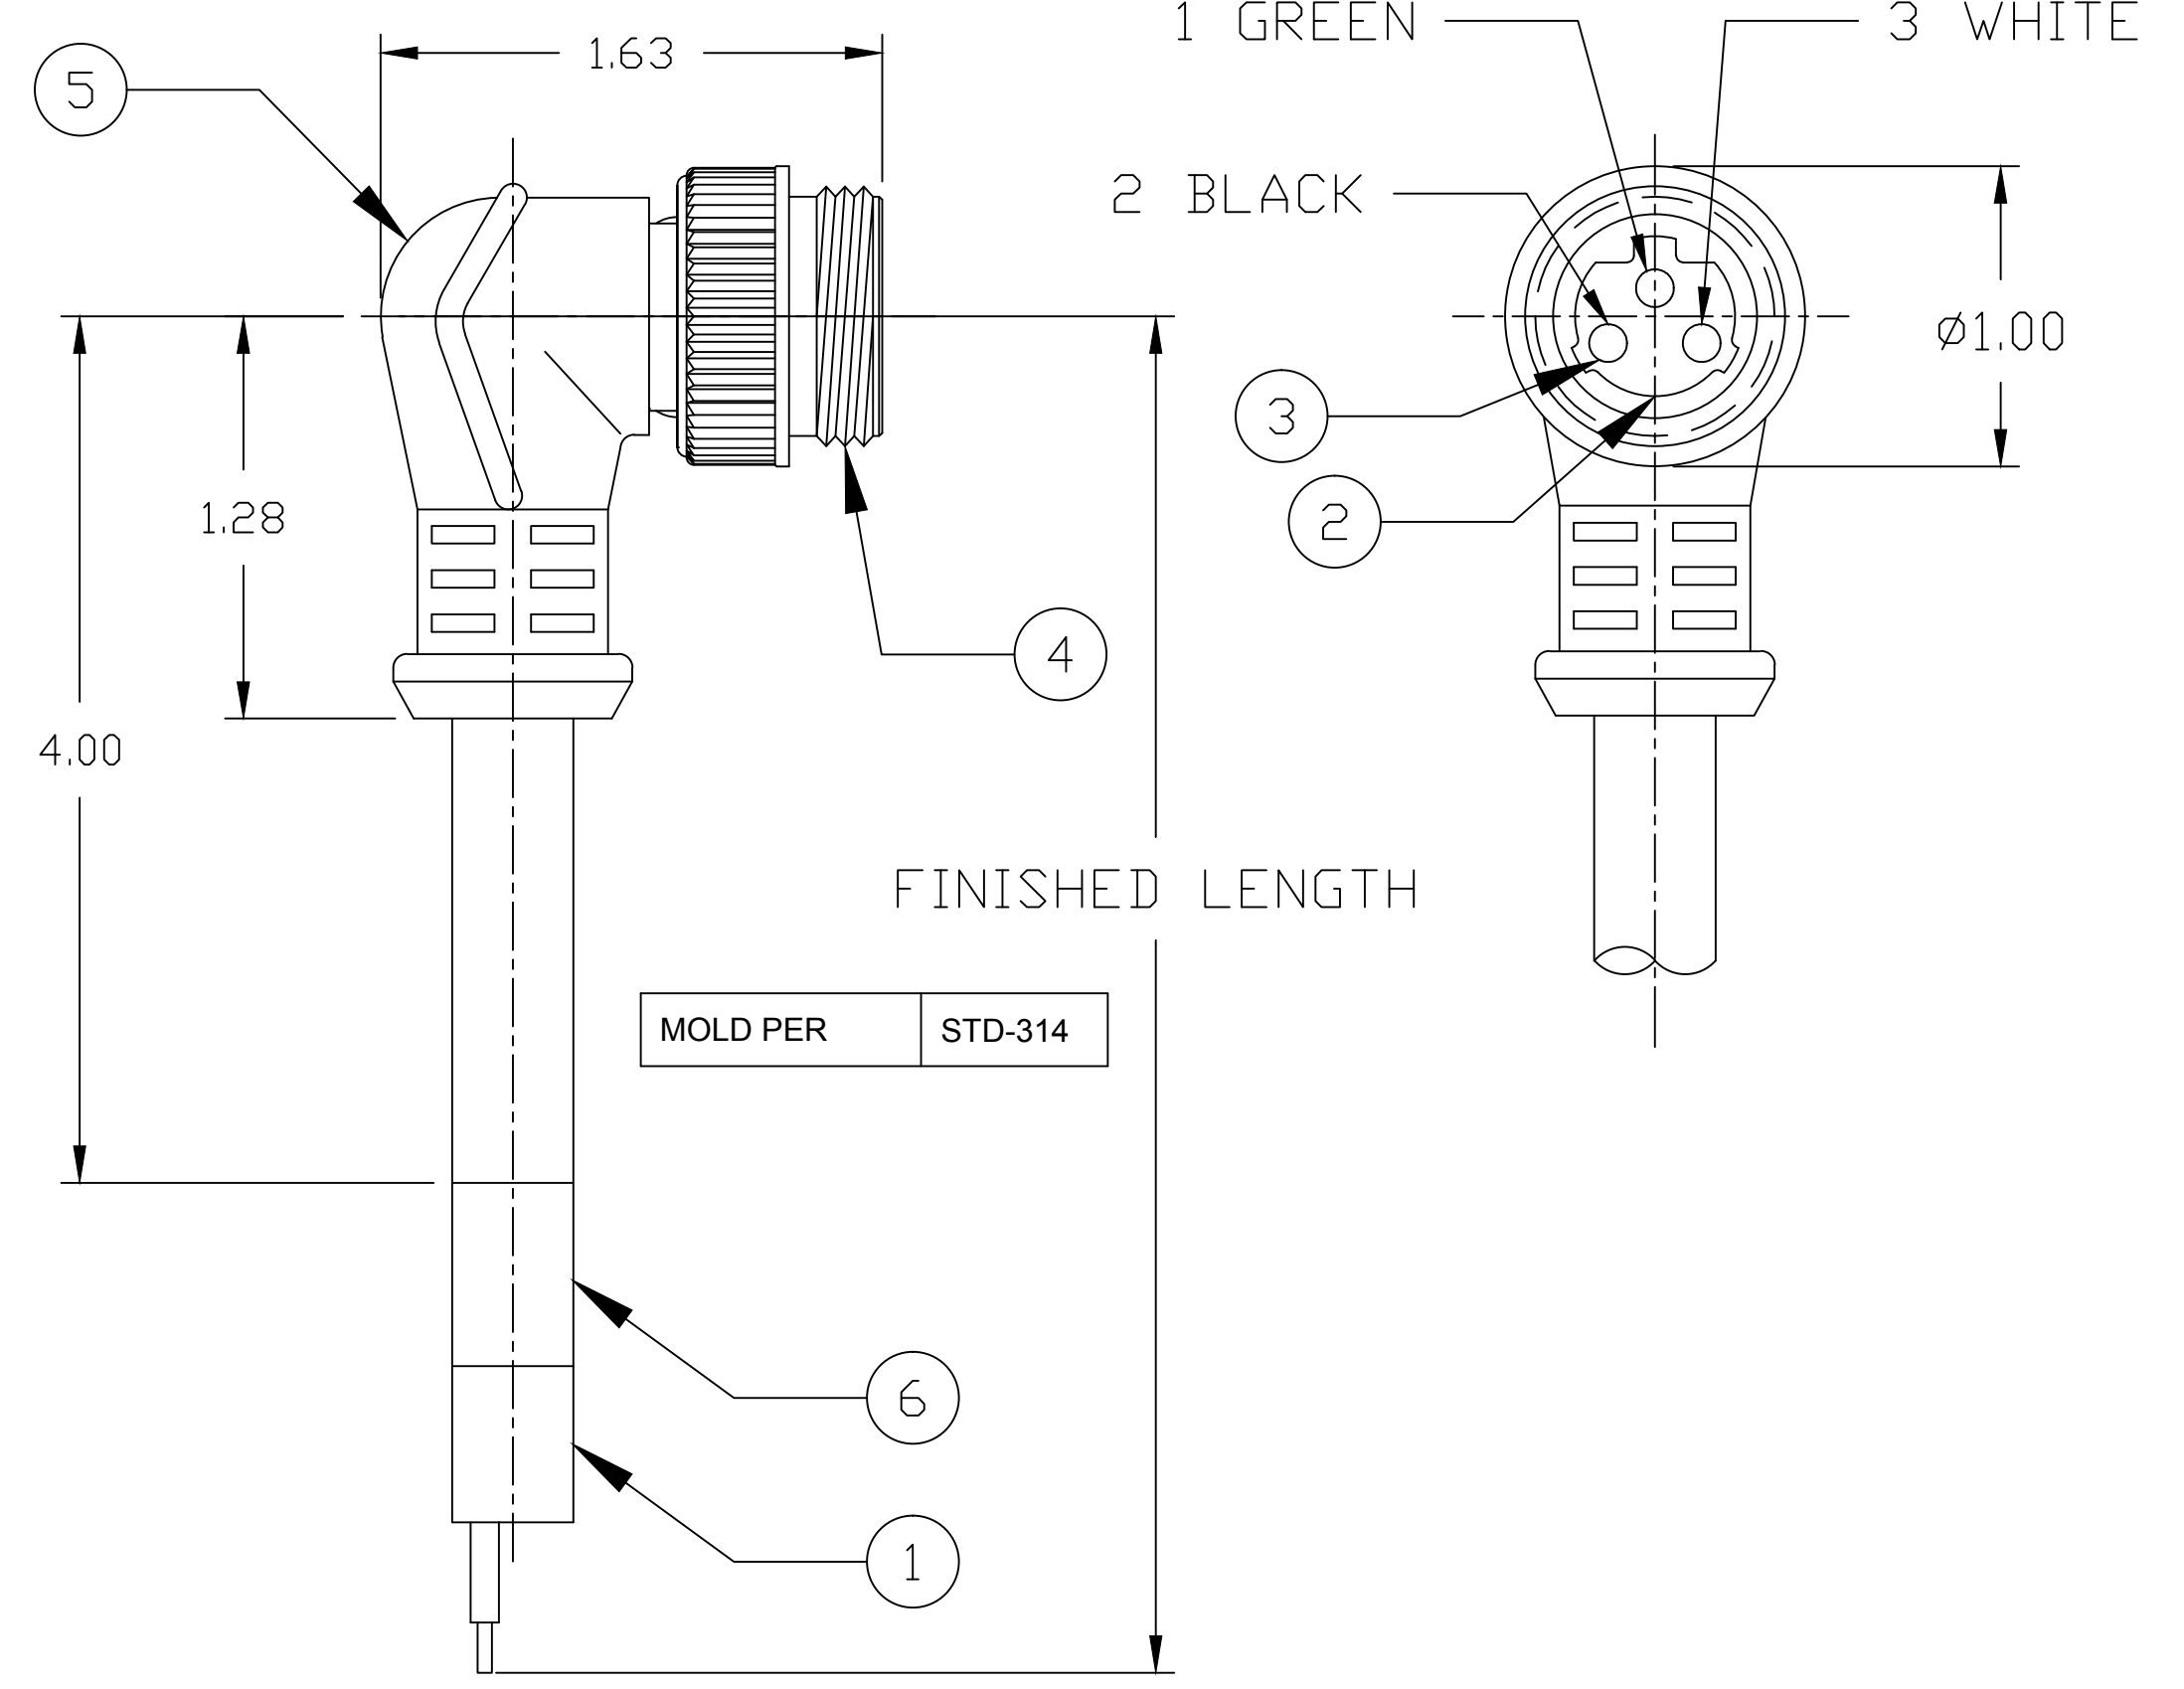 1 GREEN
3 WHITE
1.63
5
2 BLACK
Ø1.00
3
2
1.28
4
4.00
FINISHED LENGTH
MOLD PER STD-314
6
1